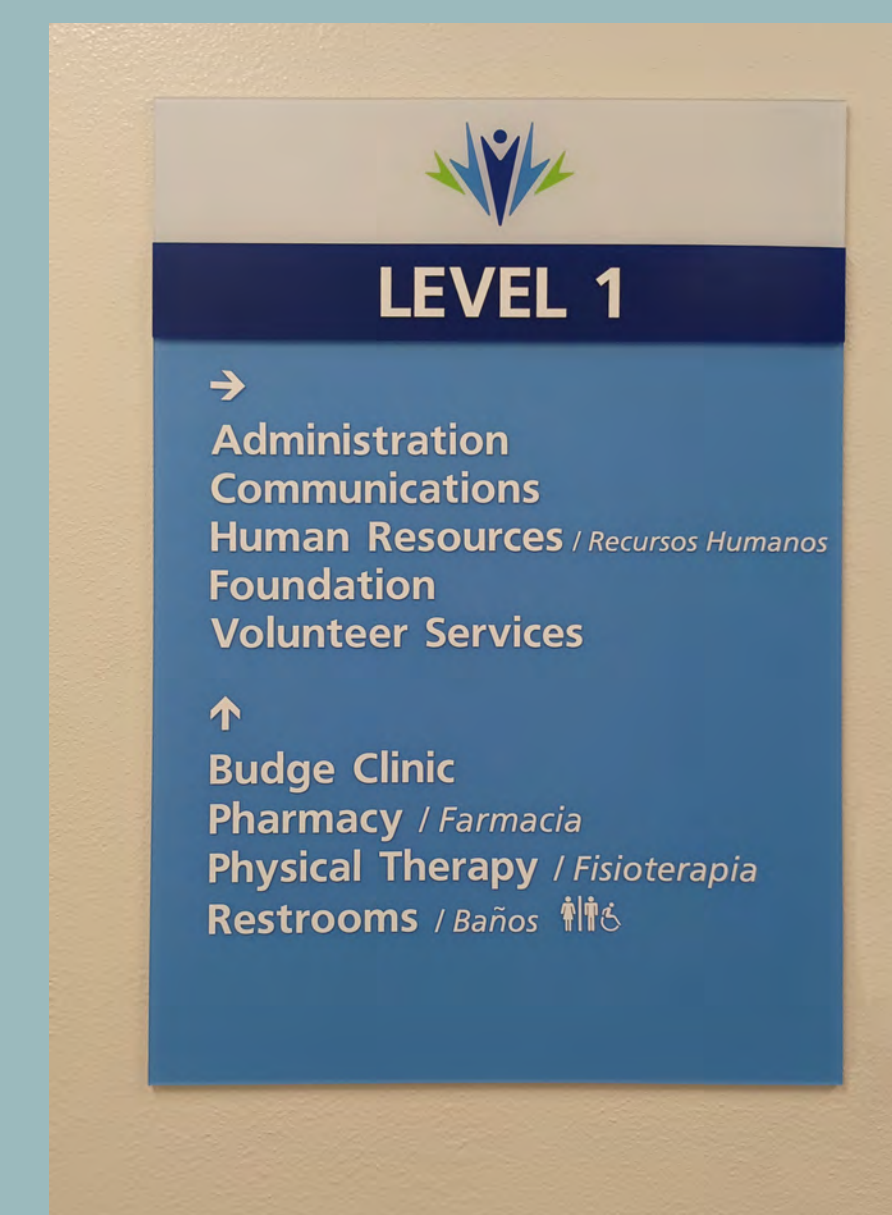 LEVEL 1
→
Administration
Communications
Human Resources / Recursos Humanos
Foundation
Volunteer Services
↑
Budge Clinic
Pharmacy / Farmacia
Physical Therapy / Fisioterapia
Restrooms / Baños